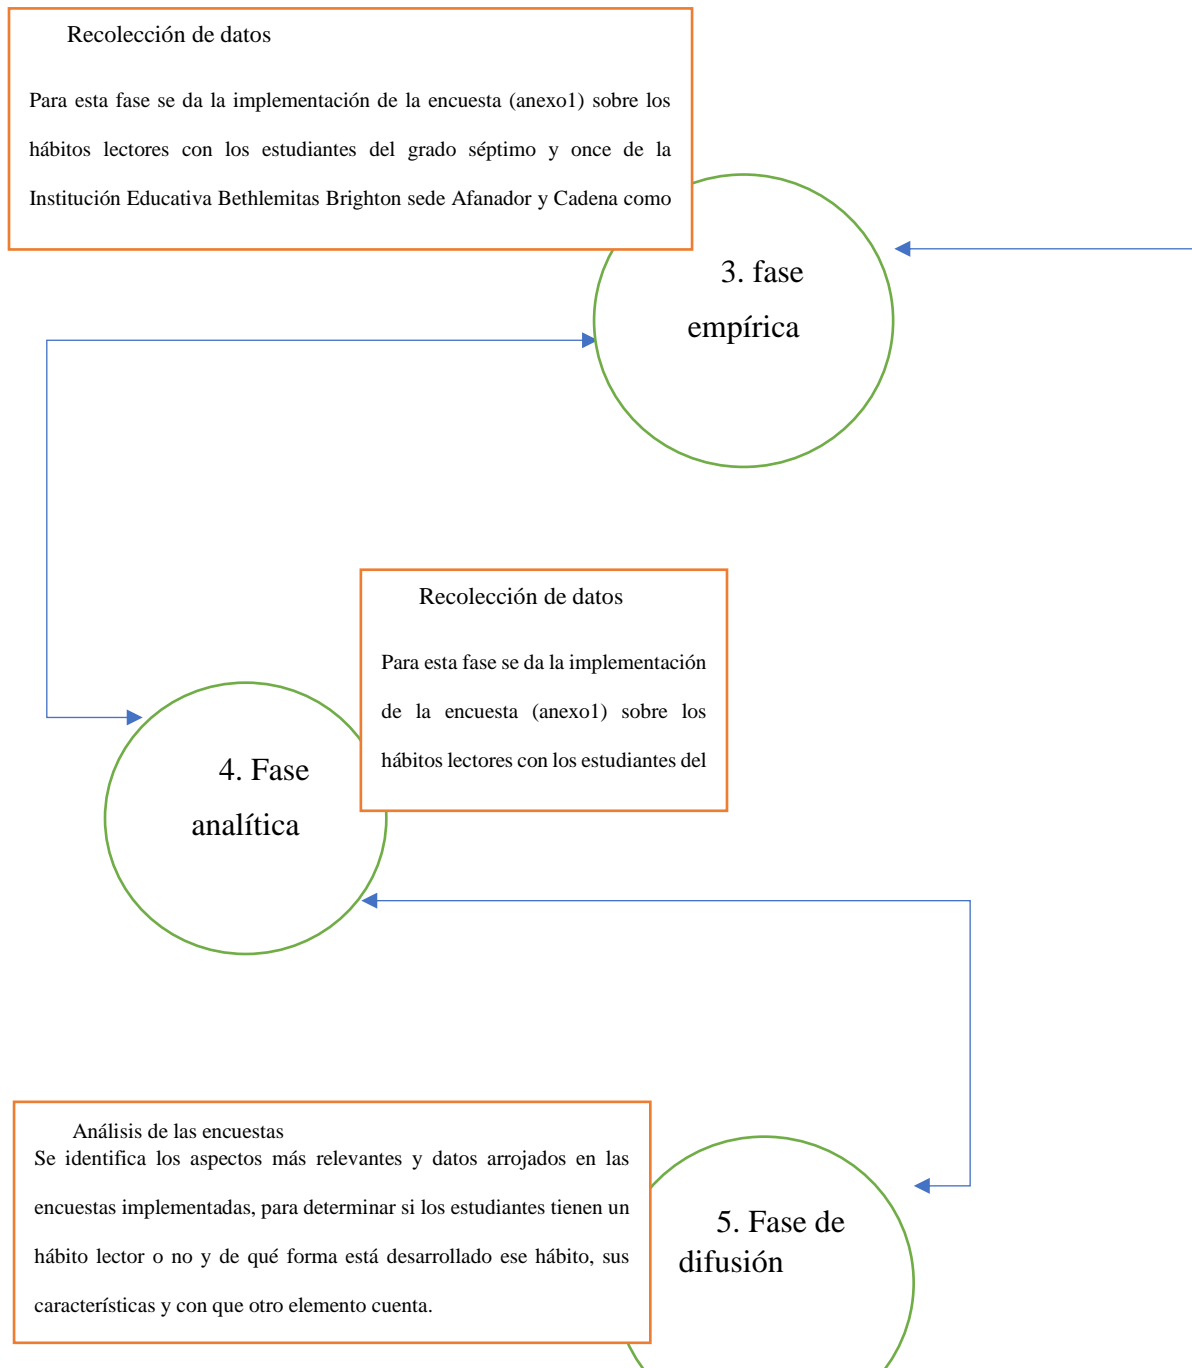 Recolección de datos
Para esta fase se da la implementación de la encuesta (anexo1) sobre los
hábitos lectores con los estudiantes del grado séptimo y once de la
Institución Educativa Bethlemitas Brighton sede Afanador y Cadena como
3. fase
empírica
Recolección de datos
Para esta fase se da la implementación
de la encuesta (anexo1) sobre los
hábitos lectores con los estudiantes del
4. Fase
analítica
Análisis de las encuestas
Se identifica los aspectos más relevantes y datos arrojados en las
encuestas implementadas, para determinar si los estudiantes tienen un
hábito lector o no y de qué forma está desarrollado ese hábito, sus
características y con que otro elemento cuenta.
5. Fase de
difusión